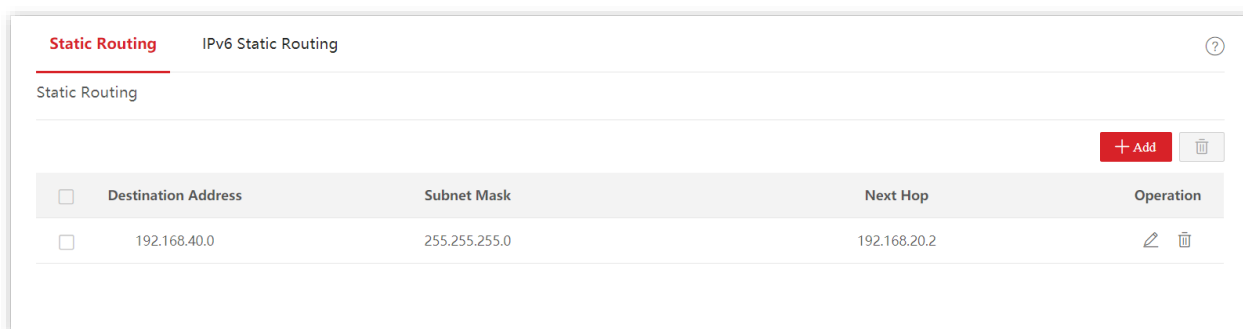 Static Routing IPv6 Static Routing ?
Static Routing
+ Add
Destination Address Subnet Mask Next Hop Operation
192.168.40.0 255.255.255.0 192.168.20.2